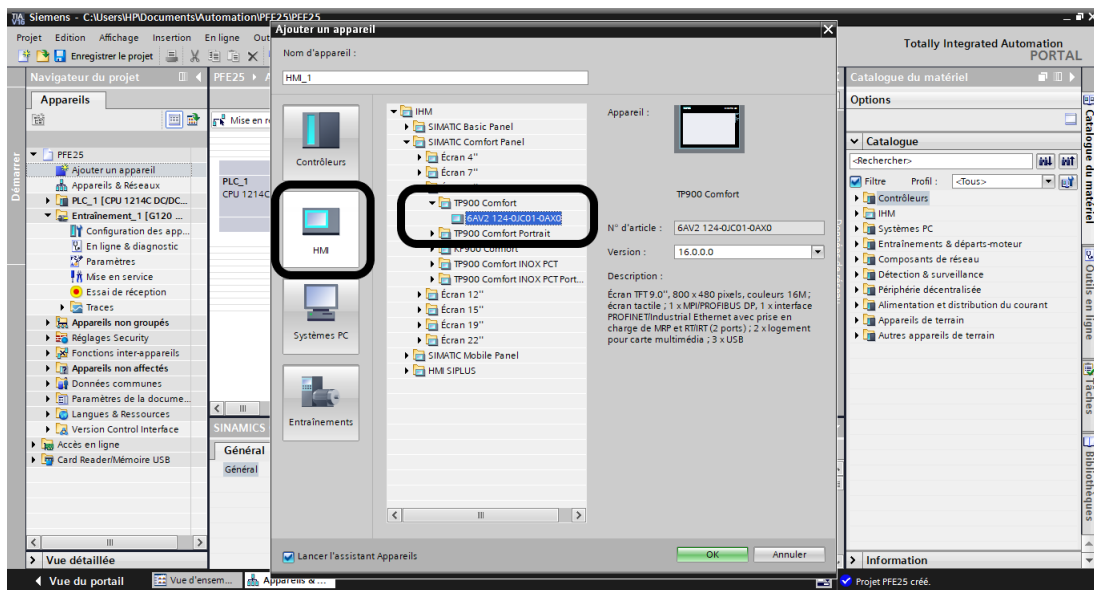 Siemens - C:\Users\HP\Documents\Automation\PFE25\PFE25
Projet Edition Affichage Insertion En ligne
Totally Integrated Automation
PORTAL
Enregistrer le projet
Navigateur du projet
PFE25
Appareils
PFE25
Ajouter un appareil
Appareils & Réseaux
PLC_1 [CPU 1214C DC/DC...
Entraînement_1 [G120 ...
Configuration des app...
En ligne & diagnostic
Paramètres
Mise en service
Essai de réception
Traces
Appareils non groupés
Réglages Security
Fonctions inter-appareils
Appareils non affectés
Données communes
Paramètres de la docume...
Langues & Ressources
Version Control Interface
Accès en ligne
Card Reader/Mémoire USB
Vue détaillée
Démarrer
Mise en r
PLC_1
CPU 1214C
SINAMICS
Général
Général
Ajouter un appareil
Nom d'appareil :
HMI_1
Contrôleurs
HMI
Systèmes PC
Entraînements
IHM
SIMATIC Basic Panel
SIMATIC Comfort Panel
Écran 4"
Écran 7"
TP900 Comfort
6AV2 124-0JC01-0AX0
TP900 Comfort Portrait
KP900 Comfort
TP900 Comfort INOX PCT
TP900 Comfort INOX PCT Port...
Écran 12"
Écran 15"
Écran 19"
Écran 22"
SIMATIC Mobile Panel
HMI SIPLUS
Appareil :
TP900 Comfort
N° d'article : 6AV2 124-0JC01-0AX0
Version : 16.0.0.0
Description :
Écran TFT 9.0", 800 x 480 pixels, couleurs 16M ;
écran tactile ; 1 x MPI/PROFIBUS DP, 1 x interface
PROFINET/Industrial Ethernet avec prise en
charge de MRP et RT/IRT (2 ports) ; 2 x logement
pour carte multimédia ; 3 x USB
Lancer l'assistant Appareils
OK Annuler
Catalogue du matériel
Options
Catalogue
<Rechercher>
Filtre Profil : <Tous>
Contrôleurs
IHM
Systèmes PC
Entraînements & départs-moteur
Composants de réseau
Détection & surveillance
Périphérie décentralisée
Alimentation et distribution du courant
Appareils de terrain
Autres appareils de terrain
Information
Catalogue du matériel
Outils en ligne
Tâches
Bibliothèques
Vue du portail
Vue d'ensem...
Appareils & ...
Projet PFE25 créé.